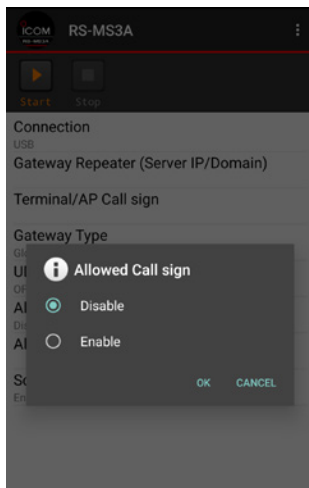 ICOM
RS-MS3A
RS-MS3A
Start
Stop
Connection
USB
Gateway Repeater (Server IP/Domain)
Terminal/AP Call sign
Gateway Type
Allowed Call sign
Disable
Enable
OK
CANCEL